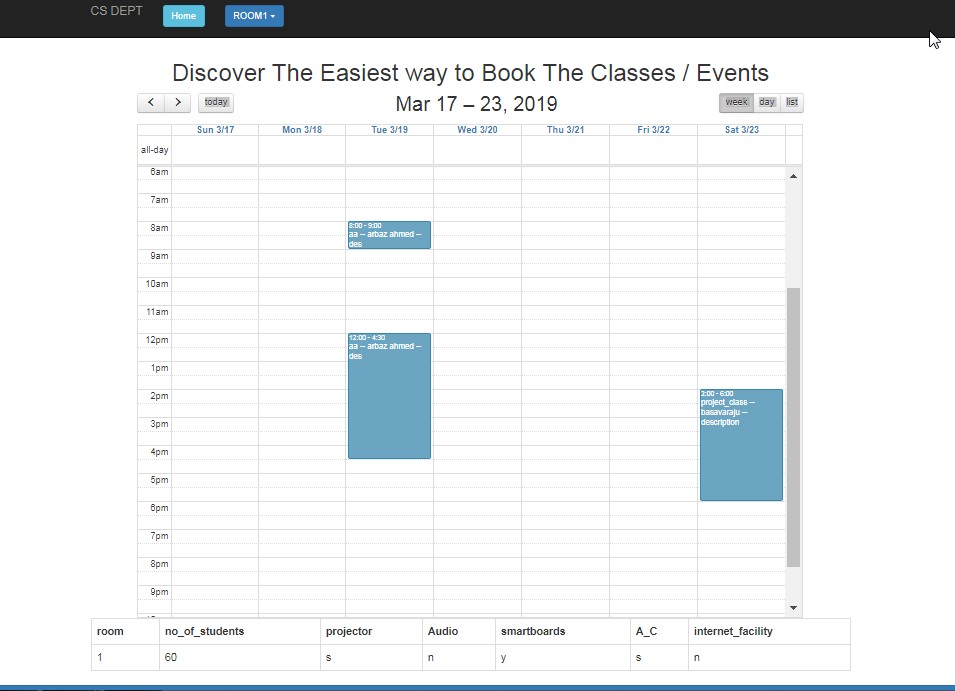 CS DEPT Home ROOM1
Discover The Easiest way to Book The Classes / Events
today Mar 17 – 23, 2019 week day list
Sun 3/17 Mon 3/18 Tue 3/19 Wed 3/20 Thu 3/21 Fri 3/22 Sat 3/23
all-day
6am
7am
8am
8:00 - 9:00
aa -- arbaz ahmed --
des
9am
10am
11am
12pm
12:00 - 4:30
aa -- arbaz ahmed --
des
1pm
2pm
2:00 - 6:00
project_class --
basavaraju --
description
3pm
4pm
5pm
6pm
7pm
8pm
9pm
room no_of_students projector Audio smartboards A_C internet_facility
1 60 s n y s n